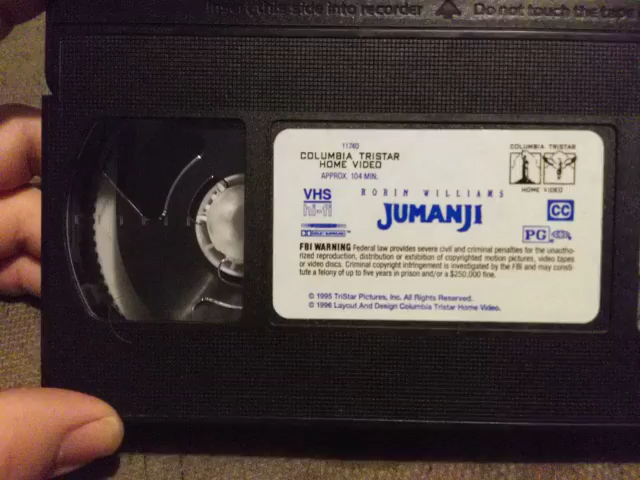 Insert this side into recorder Do not touch the tape
11740
COLUMBIA TRISTAR
HOME VIDEO
APPROX. 104 MIN.
COLUMBIA TRISTAR
HOME VIDEO
VHS
hi-fi
DOLBY SURROUND
ROBIN WILLIAMS
JUMANJI
CC
PG
FBI WARNING Federal law provides severe civil and criminal penalties for the unautho-
rized reproduction, distribution or exhibition of copyrighted motion pictures, video tapes
or video discs. Criminal copyright infringement is investigated by the FBI and may consti-
tute a felony of up to five years in prison and/or a $250,000 fine.
© 1995 TriStar Pictures, Inc. All Rights Reserved.
© 1996 Layout And Design Columbia Tristar Home Video.